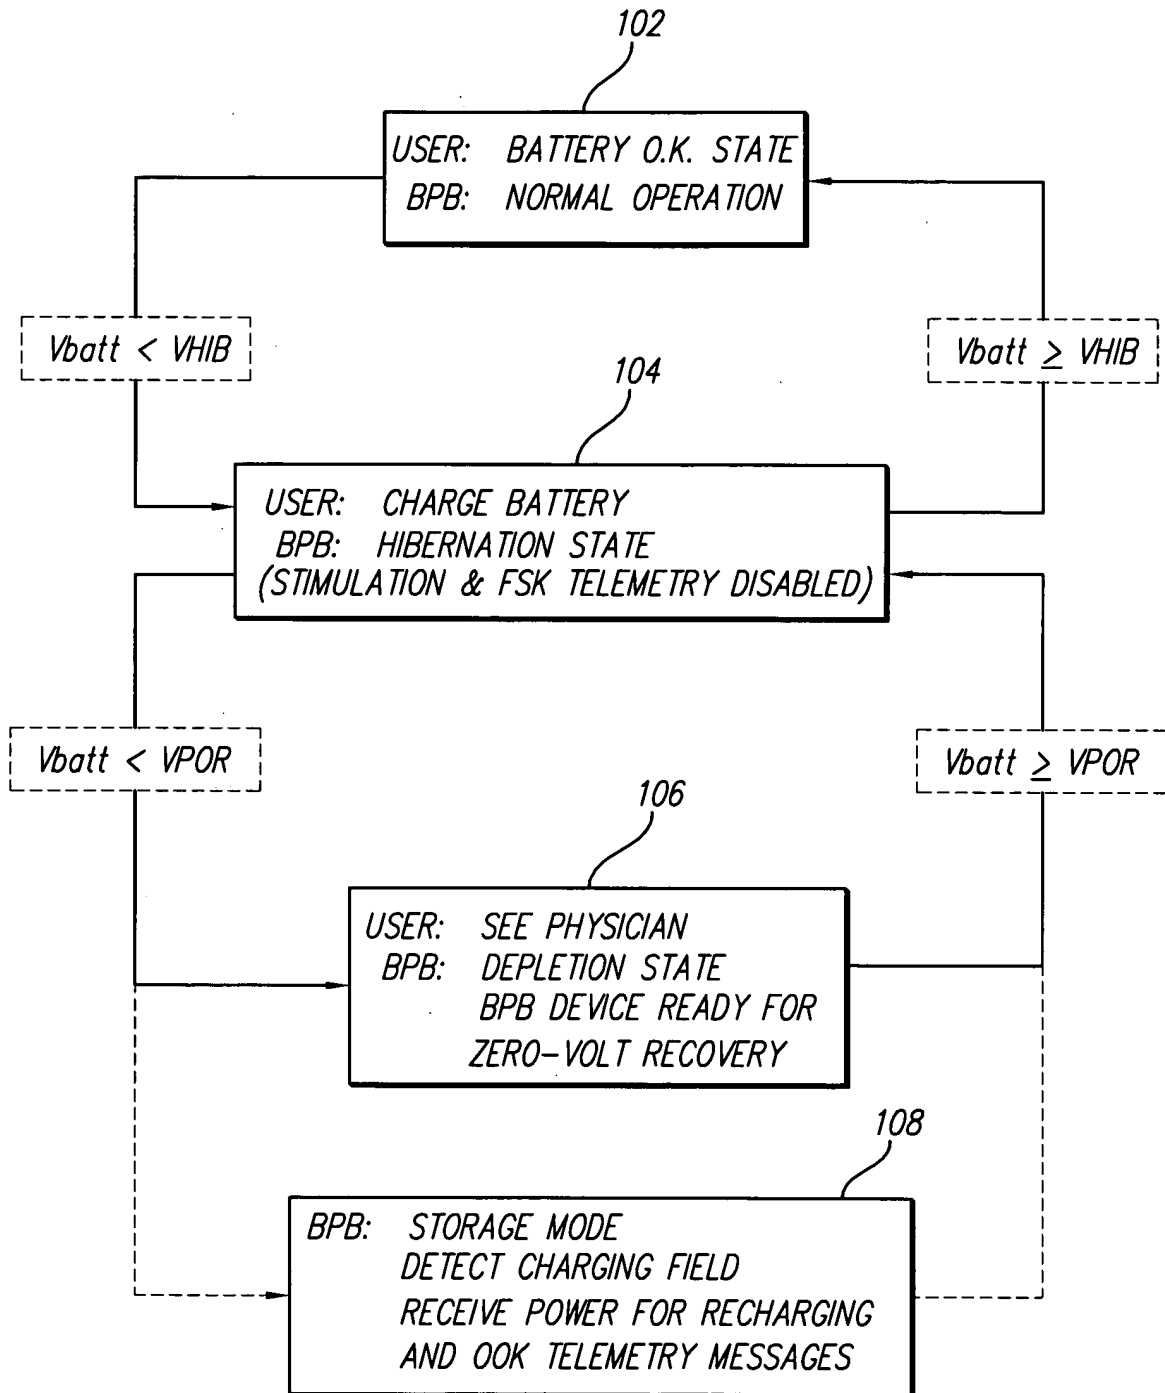 102
USER: BATTERY O.K. STATE
BPB: NORMAL OPERATION
Vbatt < VHIB
Vbatt ≥ VHIB
104
USER: CHARGE BATTERY
BPB: HIBERNATION STATE
(STIMULATION & FSK TELEMETRY DISABLED)
Vbatt < VPOR
Vbatt ≥ VPOR
106
USER: SEE PHYSICIAN
BPB: DEPLETION STATE
BPB DEVICE READY FOR
ZERO-VOLT RECOVERY
108
BPB: STORAGE MODE
DETECT CHARGING FIELD
RECEIVE POWER FOR RECHARGING
AND OOK TELEMETRY MESSAGES